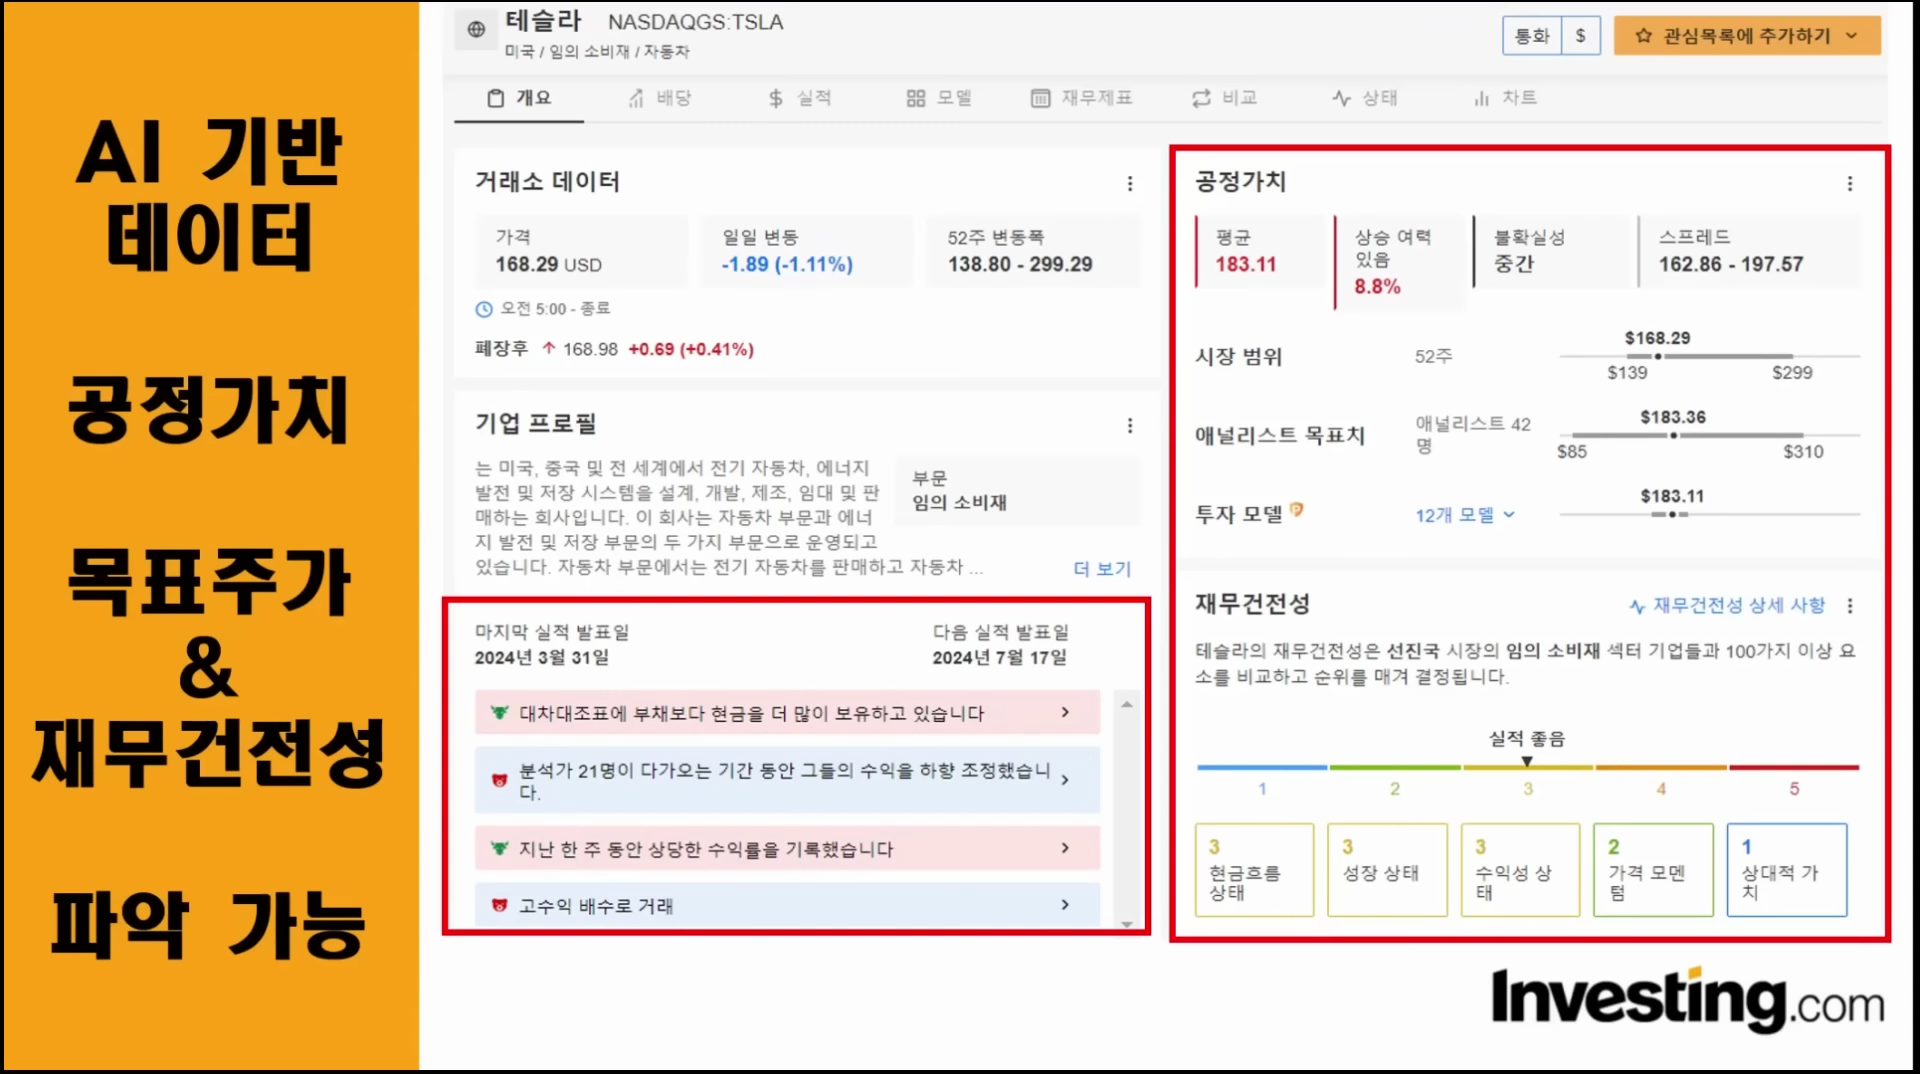 AI 기반
데이터
공정가치
목표주가
&
재무건전성
파악 가능
테슬라 NASDAQGS:TSLA
미국 / 임의 소비재 / 자동차
통화 $
관심목록에 추가하기
개요 배당 실적 모델 재무제표 비교 상태 차트
거래소 데이터
가격
168.29 USD
일일 변동
-1.89 (-1.11%)
52주 변동폭
138.80 - 299.29
오전 5:00 - 종료
폐장후 168.98 +0.69 (+0.41%)
기업 프로필
는 미국, 중국 및 전 세계에서 전기 자동차, 에너지
발전 및 저장 시스템을 설계, 개발, 제조, 임대 및 판
매하는 회사입니다. 이 회사는 자동차 부문과 에너
지 발전 및 저장 부문의 두 가지 부문으로 운영되고
있습니다. 자동차 부문에서는 전기 자동차를 판매하고 자동차 ...
더 보기
부문
임의 소비재
마지막 실적 발표일
2024년 3월 31일
다음 실적 발표일
2024년 7월 17일
대차대조표에 부채보다 현금을 더 많이 보유하고 있습니다
분석가 21명이 다가오는 기간 동안 그들의 수익을 하향 조정했습니
다.
지난 한 주 동안 상당한 수익률을 기록했습니다
고수익 배수로 거래
공정가치
평균
183.11
상승 여력
있음
8.8%
불확실성
중간
스프레드
162.86 - 197.57
시장 범위 52주
$168.29
$139 $299
애널리스트 목표치
애널리스트 42
명
$183.36
$85 $310
투자 모델
12개 모델
$183.11
재무건전성
재무건전성 상세 사항
테슬라의 재무건전성은 선진국 시장의 임의 소비재 섹터 기업들과 100가지 이상 요
소를 비교하고 순위를 매겨 결정됩니다.
실적 좋음
1 2 3 4 5
3
현금흐름
상태
3
성장 상태
3
수익성 상
태
2
가격 모멘
텀
1
상대적 가
치
Investing.com